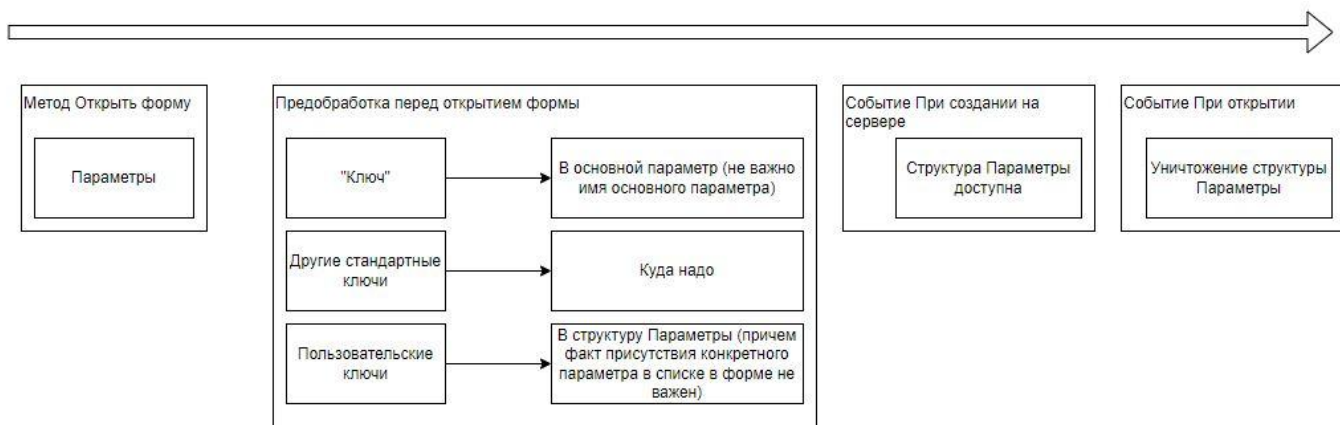 Метод Открыть форму
Параметры
Предобработка перед открытием формы
"Ключ"
В основной параметр (не важно
имя основного параметра)
Другие стандартные
ключи
Куда надо
Пользовательские
ключи
В структуру Параметры (причем
факт присутствия конкретного
параметра в списке в форме не
важен)
Событие При создании на
сервере
Структура Параметры
доступна
Событие При открытии
Уничтожение структуры
Параметры